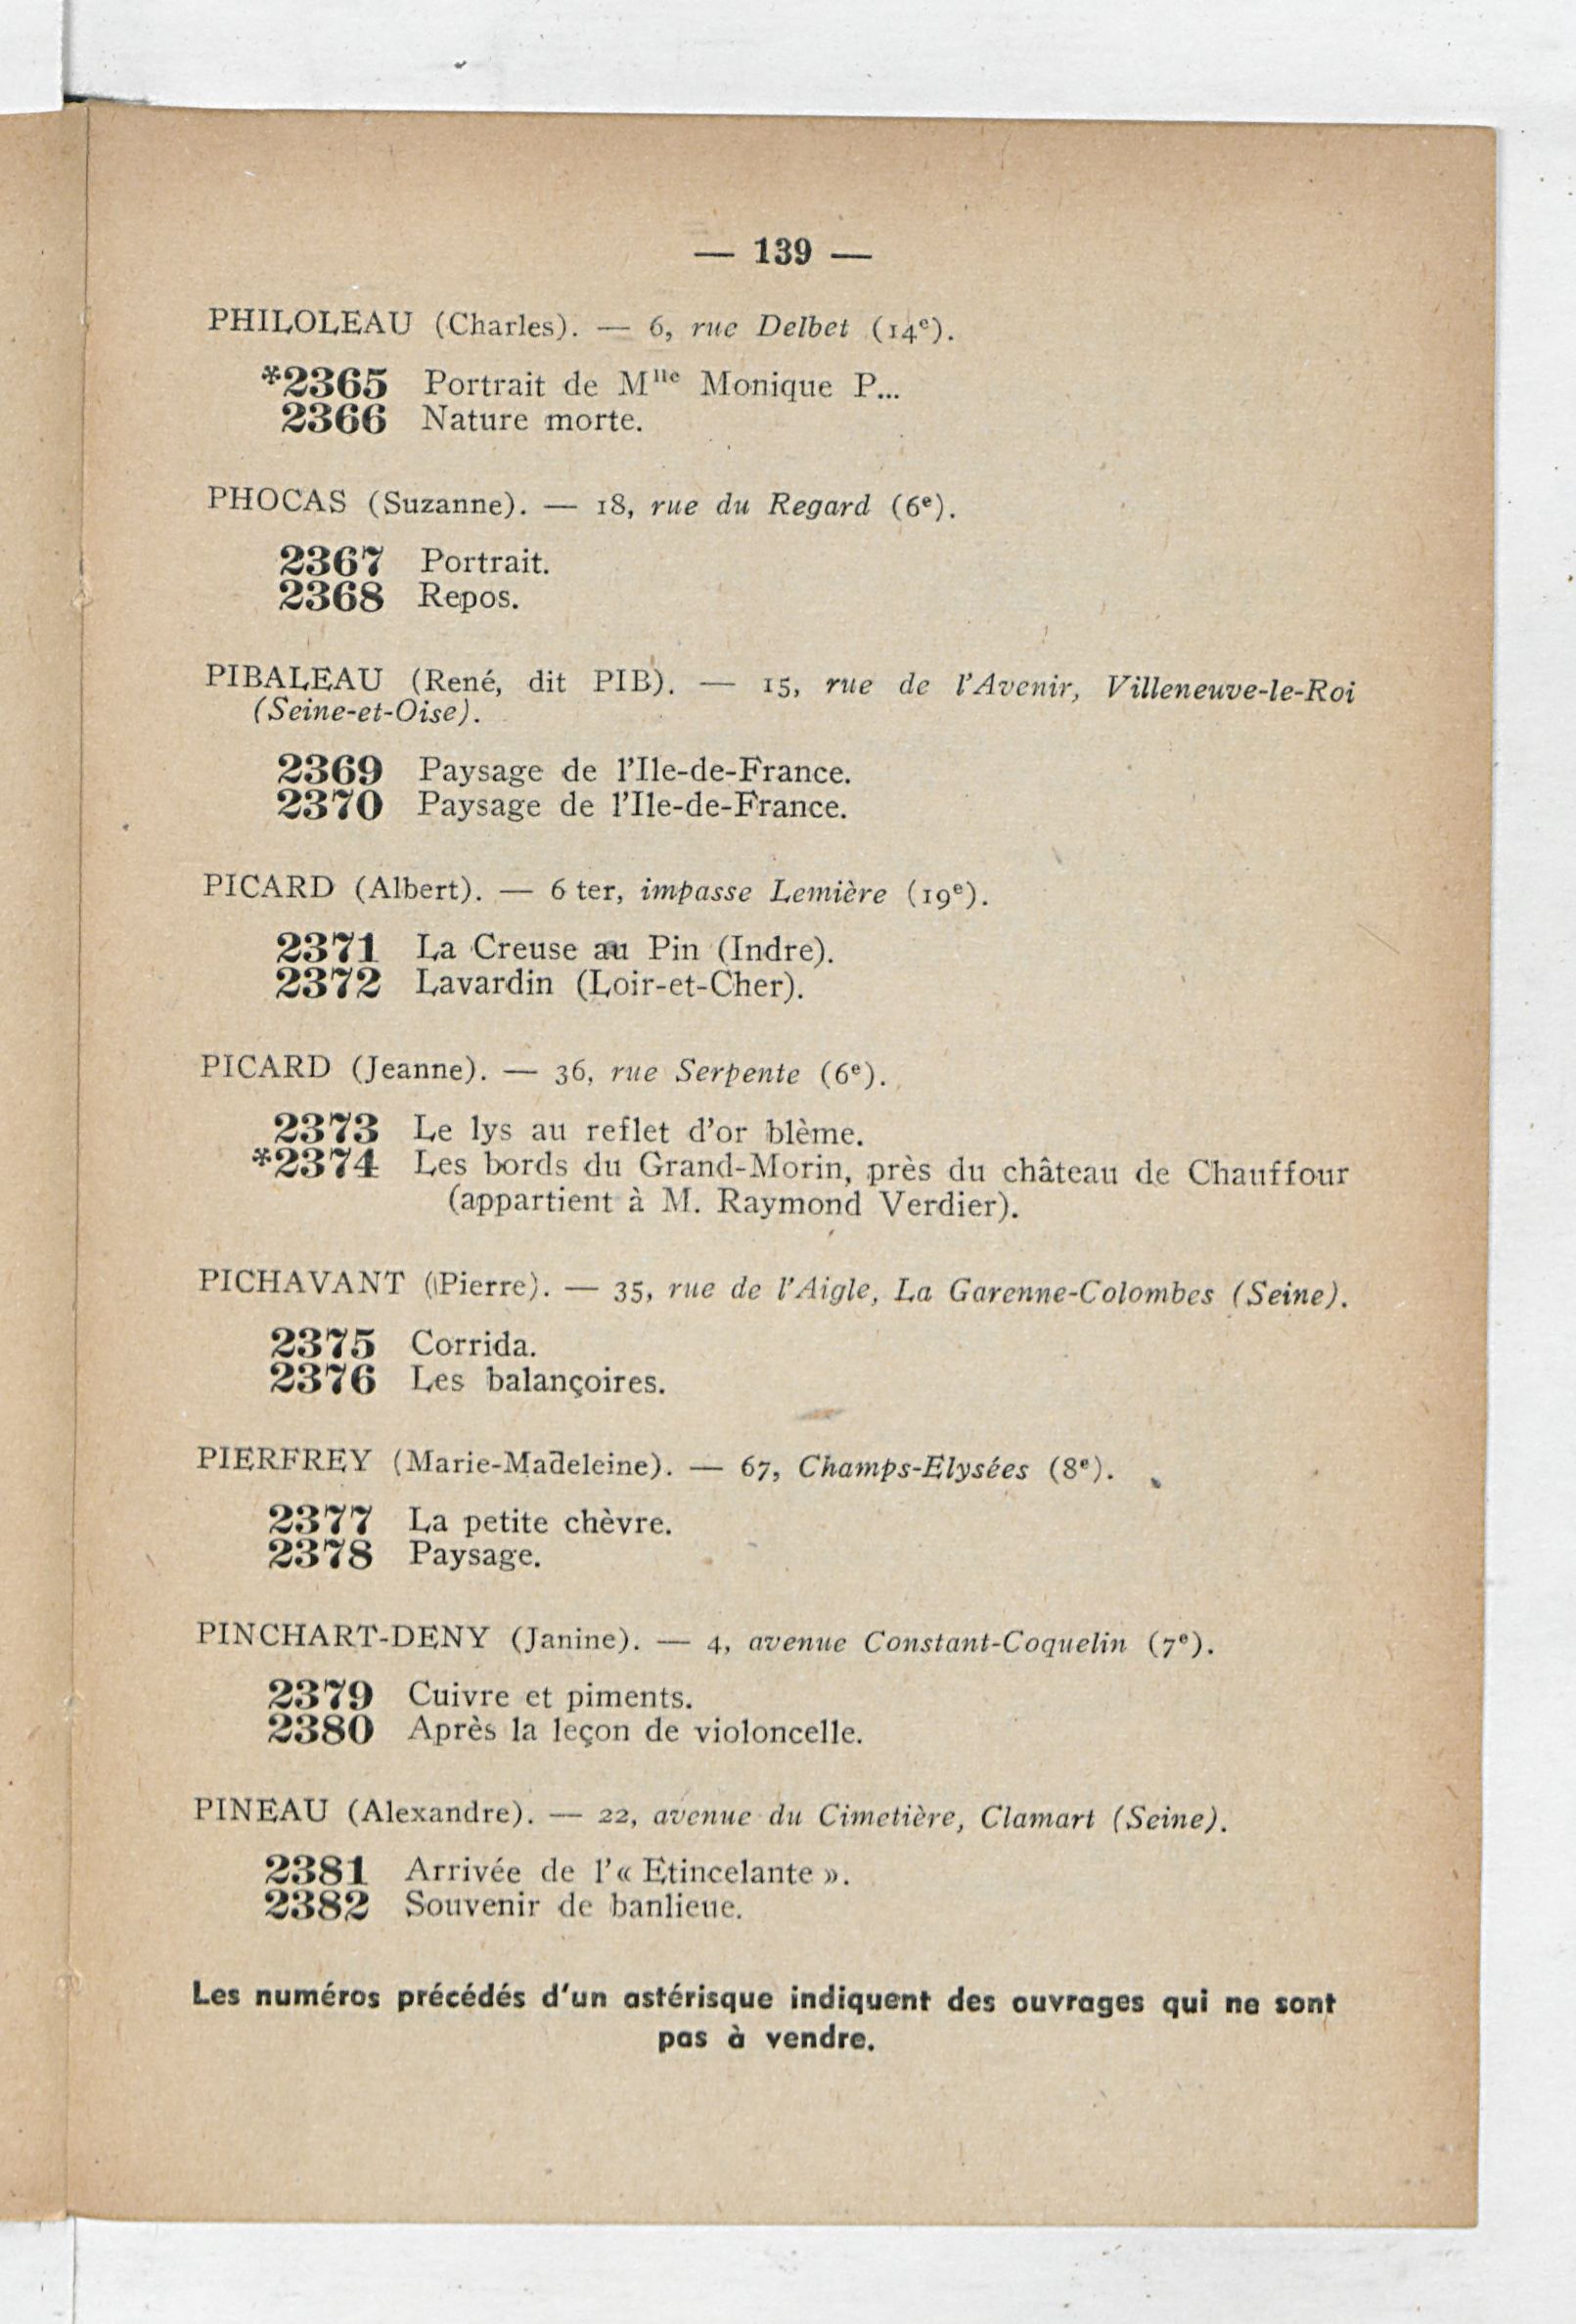 — 139 —
PHILOLEAU (Charles). — 6, rue Delbet (14e).
*2365 Portrait de Mlle Monique P...
2366 Nature morte.
PHOCAS (Suzanne). — 18, rue du Regard (6e).
2367 Portrait.
2368 Repos.
PIBALEAU (René, dit PIB). — 15, rue de l'Avenir, Villeneuve-le-Roi
(Seine-et-Oise).
2369 Paysage de l'Ile-de-France.
2370 Paysage de l'Ile-de-France.
PICARD (Albert). — 6 ter, impasse Lemière (19e).
2371 La Creuse au Pin (Indre).
2372 Lavardin (Loir-et-Cher).
PICARD (Jeanne). — 36, rue Serpente (6e).
2373 Le lys au reflet d'or blème.
*2374 Les bords du Grand-Morin, près du château de Chauffour
(appartient à M. Raymond Verdier).
PICHAVANT (Pierre). — 35, rue de l'Aigle, La Garenne-Colombes (Seine).
2375 Corrida.
2376 Les balançoires.
PIERFREY (Marie-Madeleine). — 67, Champs-Elysées (8e).
2377 La petite chèvre.
2378 Paysage.
PINCHART-DENY (Janine). — 4, avenue Constant-Coquelin (7e).
2379 Cuivre et piments.
2380 Après la leçon de violoncelle.
PINEAU (Alexandre). — 22, avenue du Cimetière, Clamart (Seine).
2381 Arrivée de l'« Etincelante ».
2382 Souvenir de banlieue.
Les numéros précédés d'un astérisque indiquent des ouvrages qui ne sont
pas à vendre.